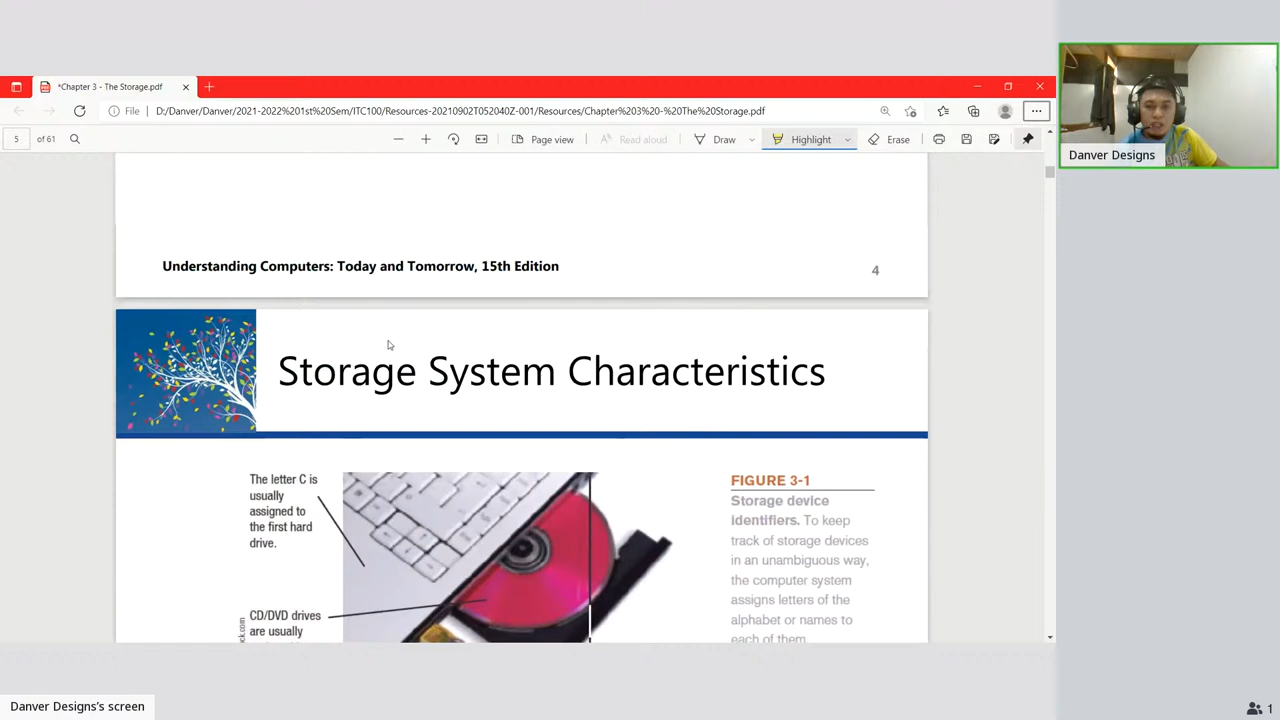 *Chapter 3 - The Storage.pdf
File
D:/Danver/Danver/2021-2022%201st%20Sem/ITC100/Resources-20210902T052040Z-001/Resources/Chapter%203%20-%20The%20Storage.pdf
5 of 61
Page view
Read aloud
Draw
Highlight
Erase
Danver Designs
Understanding Computers: Today and Tomorrow, 15th Edition
4
Storage System Characteristics
The letter C is
usually
assigned to
the first hard
drive.
CD/DVD drives
are usually
FIGURE 3-1
Storage device
identifiers. To keep
track of storage devices
in an unambiguous way,
the computer system
assigns letters of the
alphabet or names to
each of them.
Danver Designs's screen
1